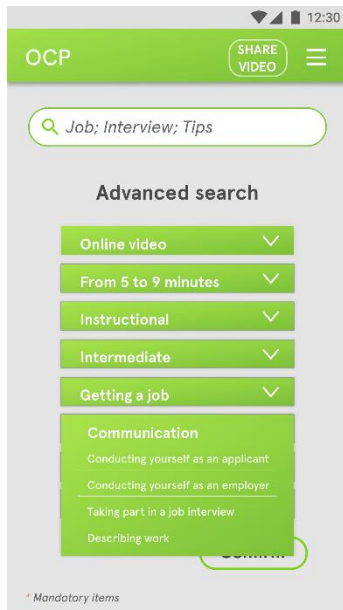 12:30
OCP
SHARE
VIDEO
Job; Interview; Tips
Advanced search
Online video
From 5 to 9 minutes
Instructional
Intermediate
Getting a job
Communication
Conducting yourself as an applicant
Conducting yourself as an employer
Taking part in a job interview
Describing work
* Mandatory items